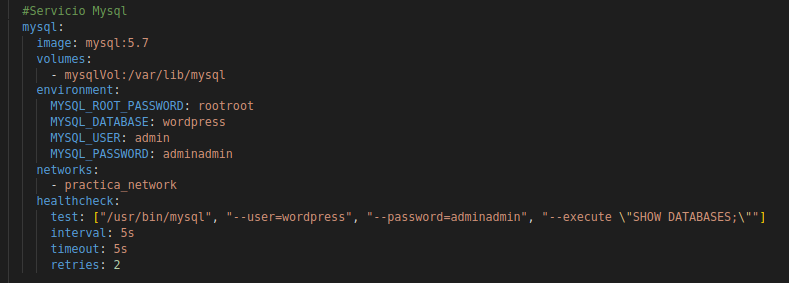 #Servicio Mysql
mysql:
image: mysql:5.7
volumes:
- mysqlVol:/var/lib/mysql
environment:
MYSQL_ROOT_PASSWORD: rootroot
MYSQL_DATABASE: wordpress
MYSQL_USER: admin
MYSQL_PASSWORD: adminadmin
networks:
- practica_network
healthcheck:
test: ["/usr/bin/mysql", "--user=wordpress", "--password=adminadmin", "--execute \"SHOW DATABASES;\""]
interval: 5s
timeout: 5s
retries: 2